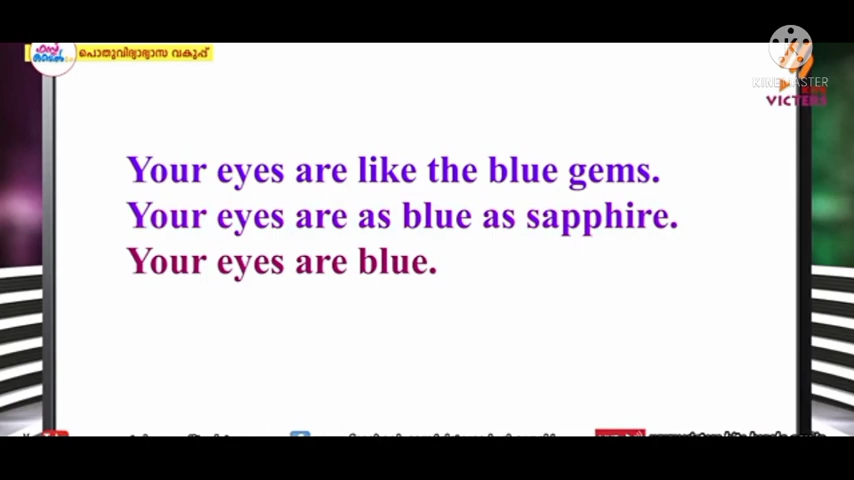 പൊതുവിദ്യാഭ്യാസ വകുപ്പ്
KINEMASTER
VICTERS
Your eyes are like the blue gems.
Your eyes are as blue as sapphire.
Your eyes are blue.